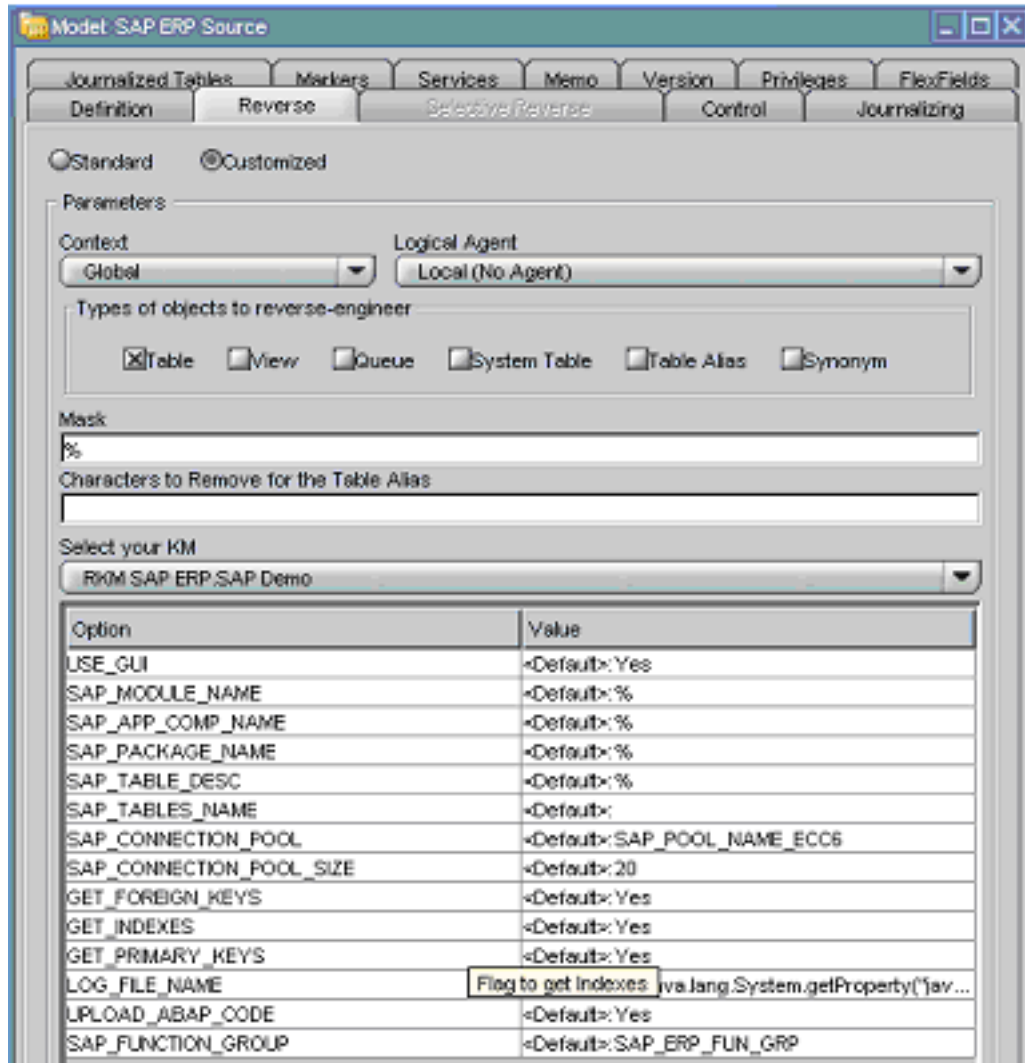 Model: SAP ERP Source
Journalized Tables Markers Services Memo Version Privileges FlexFields
Definition Reverse Selective Reverse Control Journalizing
Standard Customized
Parameters
Context Logical Agent
Global Local (No Agent)
Types of objects to reverse-engineer
Table View Queue System Table Table Alias Synonym
Mask
%
Characters to Remove for the Table Alias
Select your KM
RKM SAP ERP.SAP Demo
Option Value
USE_GUI <Default>:Yes
SAP_MODULE_NAME <Default>:%
SAP_APP_COMP_NAME <Default>:%
SAP_PACKAGE_NAME <Default>:%
SAP_TABLE_DESC <Default>:%
SAP_TABLES_NAME <Default>:
SAP_CONNECTION_POOL <Default>:SAP_POOL_NAME_ECC6
SAP_CONNECTION_POOL_SIZE <Default>:20
GET_FOREIGN_KEYS <Default>:Yes
GET_INDEXES <Default>:Yes
GET_PRIMARY_KEYS <Default>:Yes
LOG_FILE_NAME Flag to get Indexes va.lang.System.getProperty("jav...
UPLOAD_ABAP_CODE <Default>:Yes
SAP_FUNCTION_GROUP <Default>:SAP_ERP_FUN_GRP